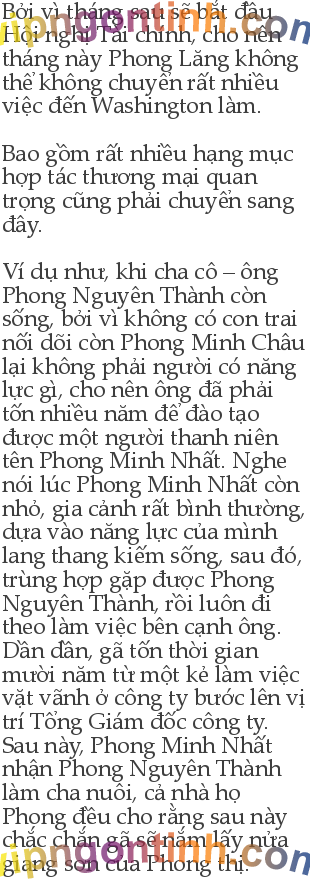 Bởi vì tháng sau sẽ bắt đầu
Hội nghị Tài chính, cho nên
tháng này Phong Lăng không
thể không chuyển rất nhiều
việc đến Washington làm.
Bao gồm rất nhiều hạng mục
hợp tác thương mại quan
trọng cũng phải chuyển sang
đây.
Ví dụ như, khi cha cô – ông
Phong Nguyên Thành còn
sống, bởi vì không có con trai
nối dõi còn Phong Minh Châu
lại không phải người có năng
lực gì, cho nên ông đã phải
tốn nhiều năm để đào tạo
được một người thanh niên
tên Phong Minh Nhất. Nghe
nói lúc Phong Minh Nhất còn
nhỏ, gia cảnh rất bình thường,
dựa vào năng lực của mình
lang thang kiếm sống, sau đó,
trùng hợp gặp được Phong
Nguyên Thành, rồi luôn đi
theo làm việc bên cạnh ông.
Dần dần, gã tốn thời gian
mười năm từ một kẻ làm việc
vặt vãnh ở công ty bước lên vị
trí Tổng Giám đốc công ty.
Sau này, Phong Minh Nhất
nhận Phong Nguyên Thành
làm cha nuôi, cả nhà họ
Phong đều cho rằng sau này
chắc chắn gã sẽ nắm lấy nửa
giang sơn của Phong thị.
vipngontinh.com
vipngontinh.com